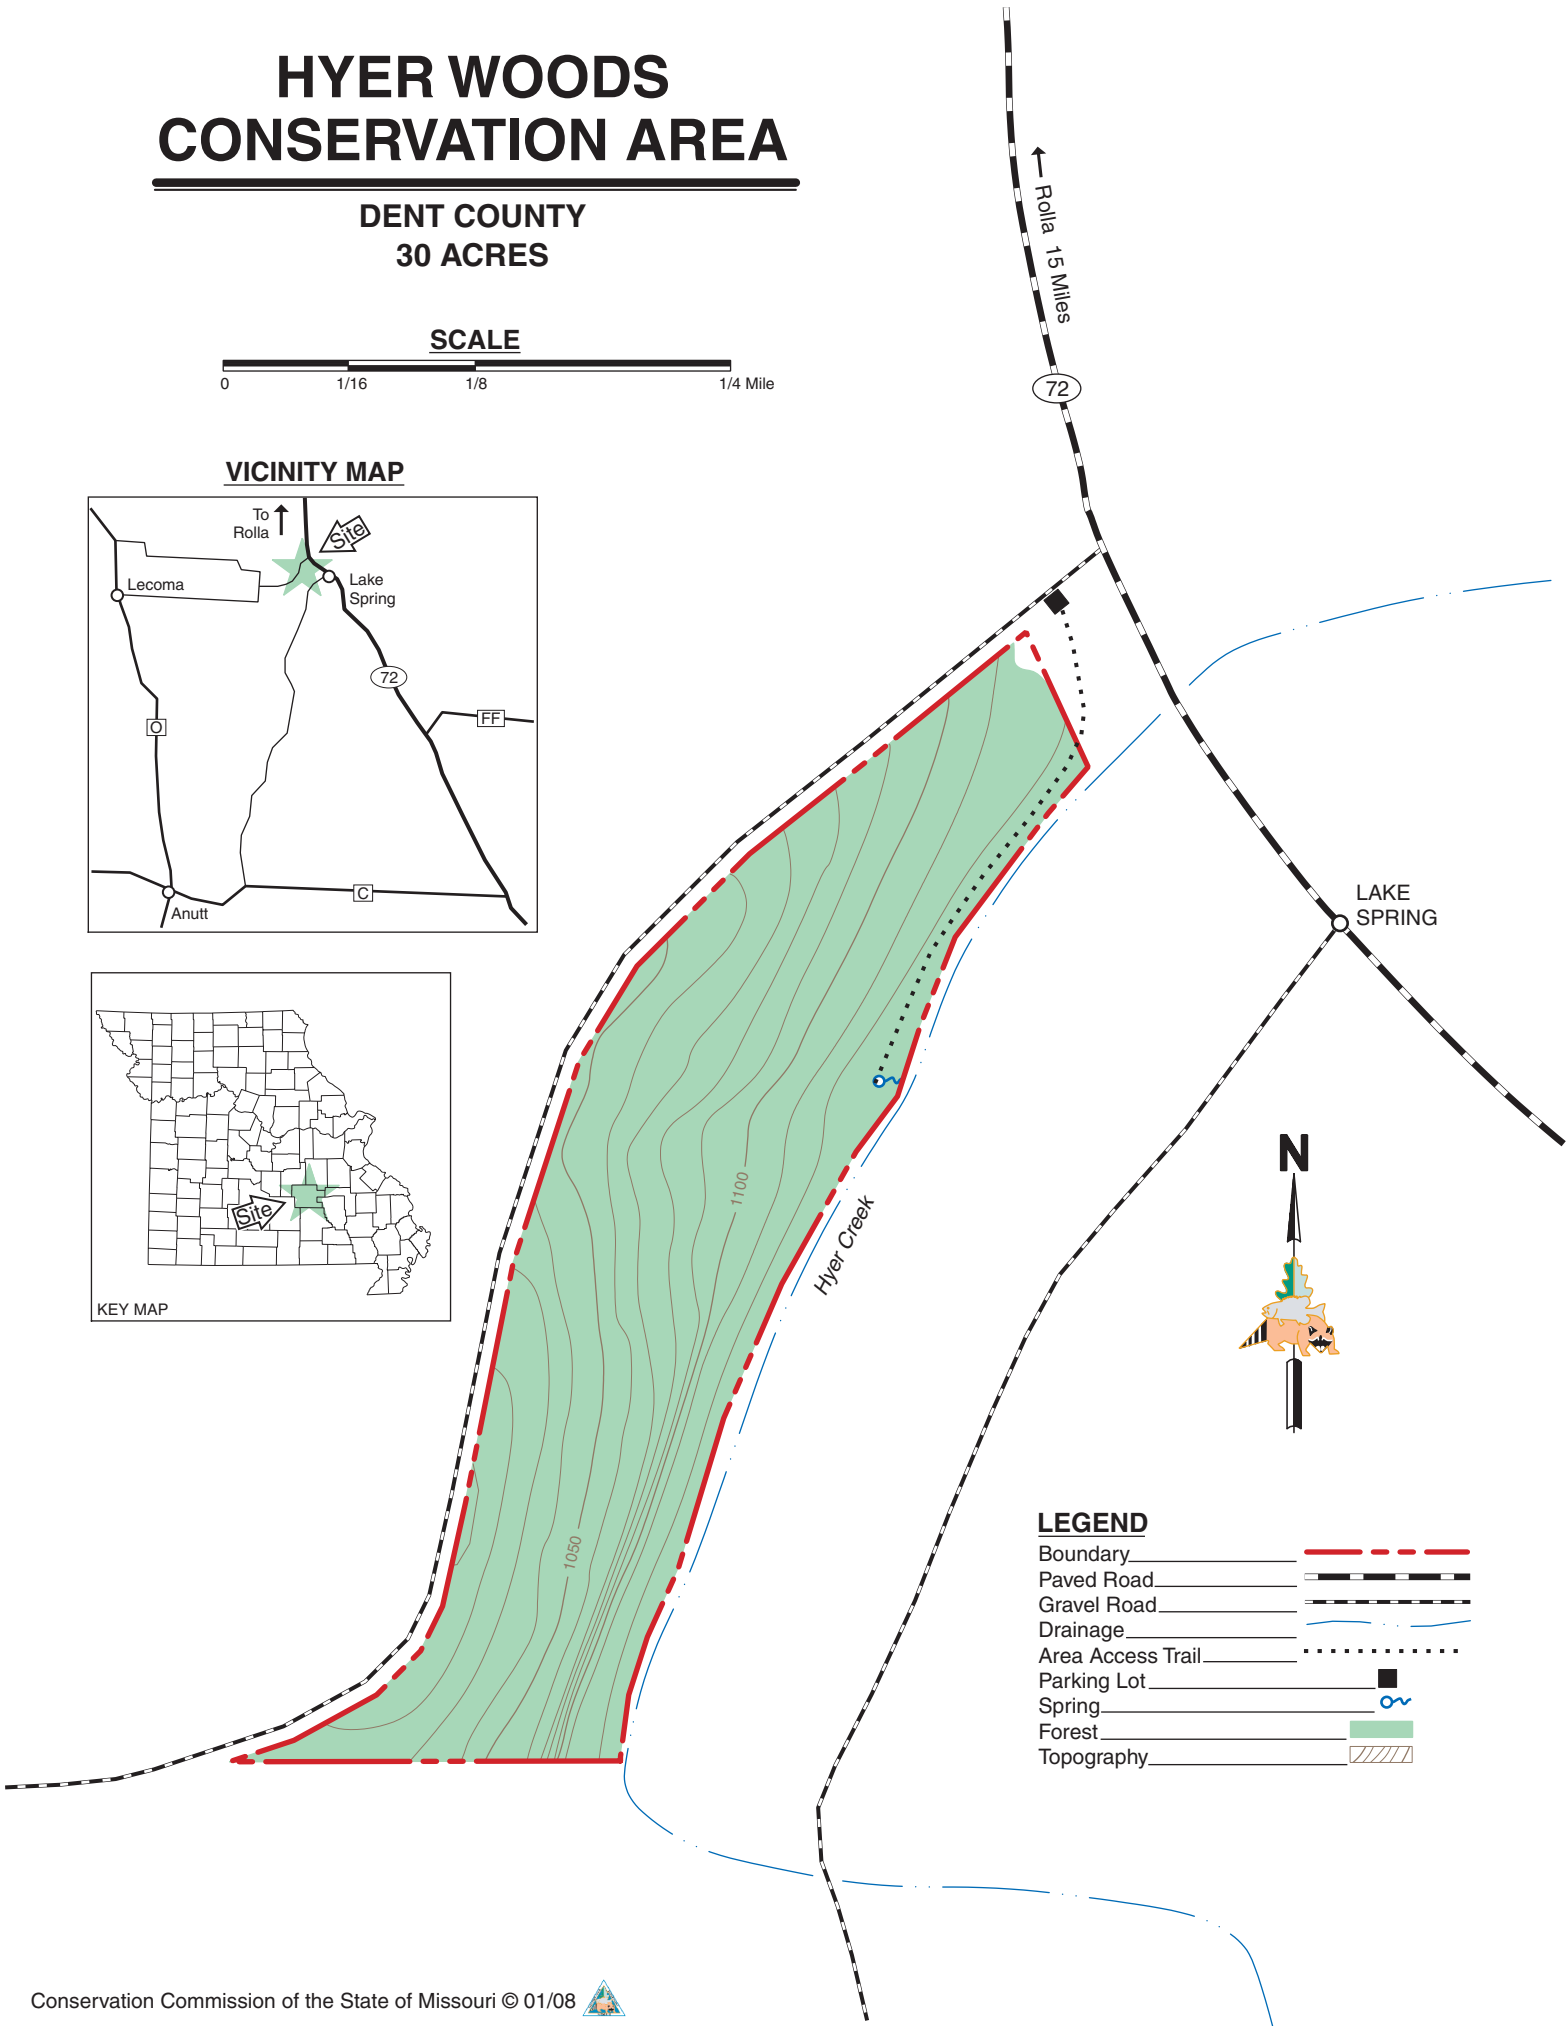 HYER WOODS
CONSERVATION AREA
DENT COUNTY
30 ACRES
SCALE
0 1/16 1/8 1/4 Mile
Rolla 15 Miles
72
VICINITY MAP
To
Rolla
Site
Lecoma
Lake
Spring
72
O
FF
C
Anutt
LAKE
SPRING
Site
KEY MAP
1100
Hyer Creek
1050
N
LEGEND
Boundary
Paved Road
Gravel Road
Drainage
Area Access Trail
Parking Lot
Spring
Forest
Topography
Conservation Commission of the State of Missouri © 01/08